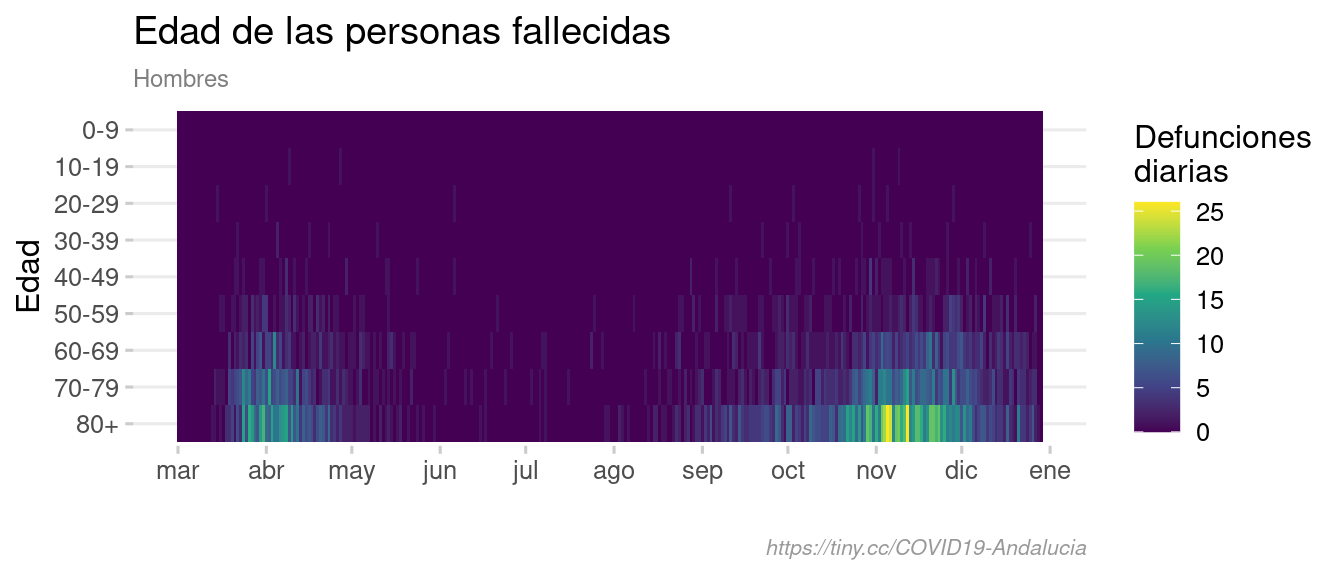 Edad de las personas fallecidas
Hombres
Edad
0-9
10-19
20-29
30-39
40-49
50-59
60-69
70-79
80+
mar abr may jun jul ago sep oct nov dic ene
Defunciones
diarias
25
20
15
10
5
0
https://tiny.cc/COVID19-Andalucia